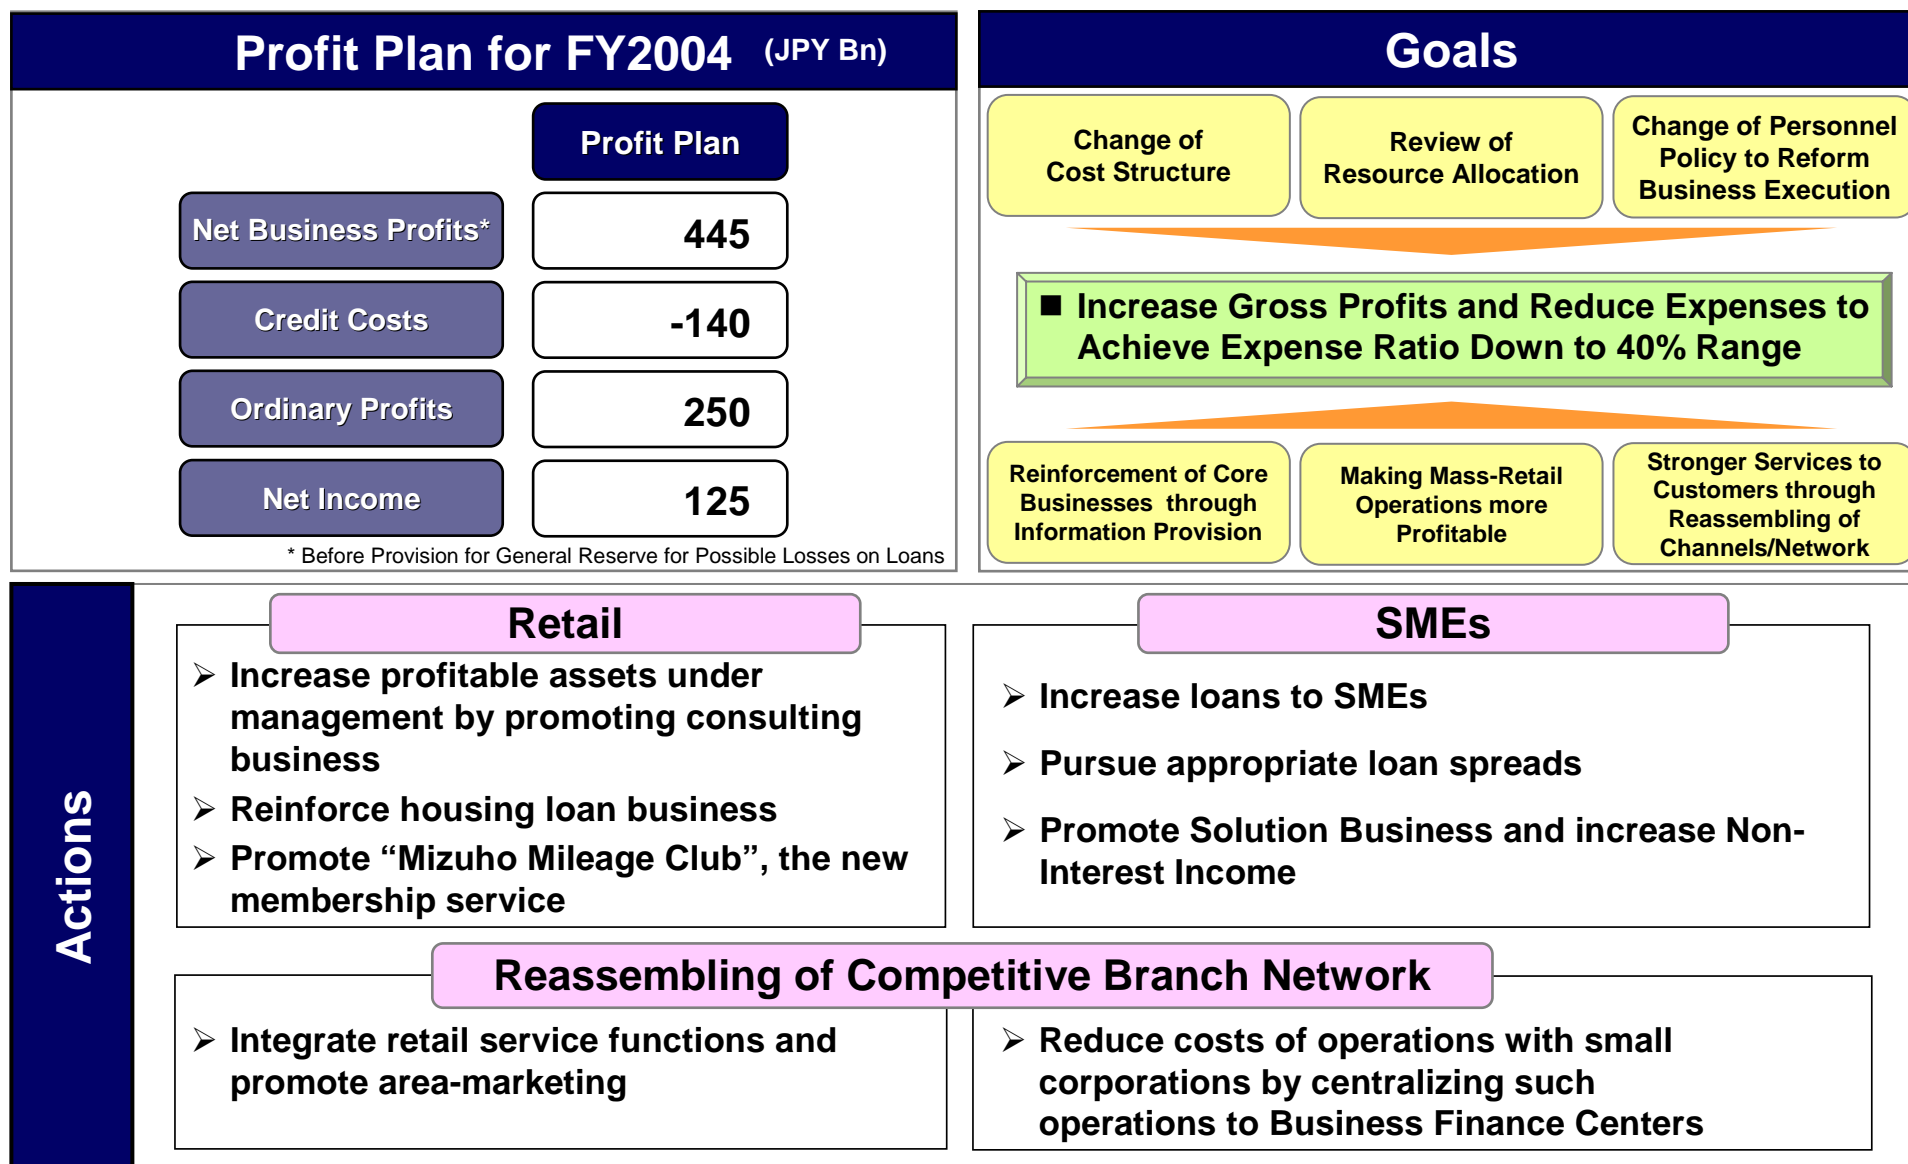 Profit Plan for FY2004 (JPY Bn)
Profit Plan
Net Business Profits* 445
Credit Costs -140
Ordinary Profits 250
Net Income 125
* Before Provision for General Reserve for Possible Losses on Loans
Goals
Change of
Cost Structure
Review of
Resource Allocation
Change of Personnel
Policy to Reform
Business Execution
■ Increase Gross Profits and Reduce Expenses to
Achieve Expense Ratio Down to 40% Range
Reinforcement of Core
Businesses through
Information Provision
Making Mass-Retail
Operations more
Profitable
Stronger Services to
Customers through
Reassembling of
Channels/Network
Actions
Retail
➢ Increase profitable assets under
management by promoting consulting
business
➢ Reinforce housing loan business
➢ Promote “Mizuho Mileage Club”, the new
membership service
SMEs
➢ Increase loans to SMEs
➢ Pursue appropriate loan spreads
➢ Promote Solution Business and increase Non-
Interest Income
Reassembling of Competitive Branch Network
➢ Integrate retail service functions and
promote area-marketing
➢ Reduce costs of operations with small
corporations by centralizing such
operations to Business Finance Centers